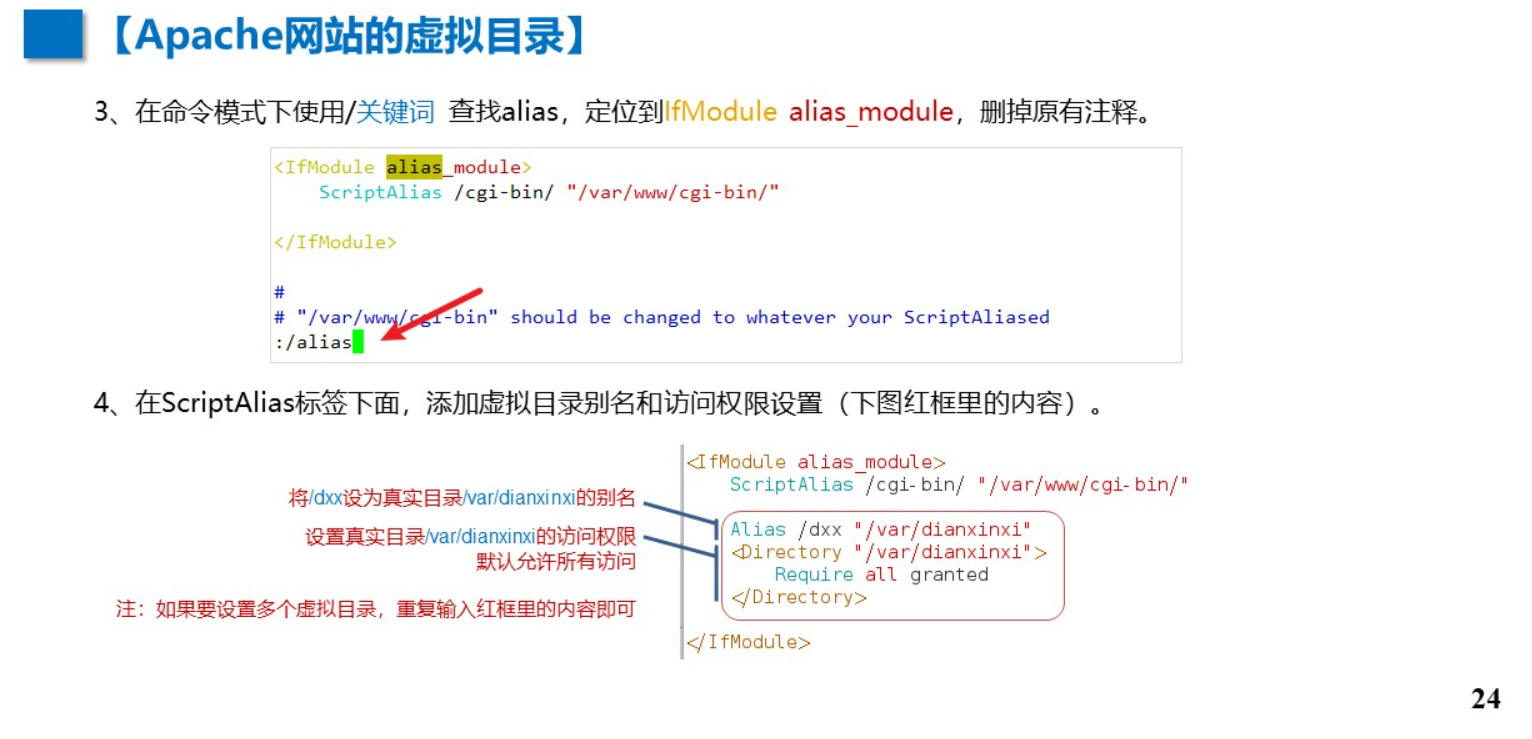 【Apache网站的虚拟目录】
3、在命令模式下使用/关键词 查找alias，定位到IfModule alias_module，删掉原有注释。
<IfModule alias_module>
ScriptAlias /cgi-bin/ "/var/www/cgi-bin/"
</IfModule>
#
# "/var/www/cgi-bin" should be changed to whatever your ScriptAliased
:/alias
4、在ScriptAlias标签下面，添加虚拟目录别名和访问权限设置（下图红框里的内容）。
将/dxx设为真实目录/var/dianxinxi的别名
设置真实目录/var/dianxinxi的访问权限
默认允许所有访问
注：如果要设置多个虚拟目录，重复输入红框里的内容即可
<IfModule alias_module>
ScriptAlias /cgi-bin/ "/var/www/cgi-bin/"
Alias /dxx "/var/dianxinxi"
<Directory "/var/dianxinxi">
Require all granted
</Directory>
</IfModule>
24